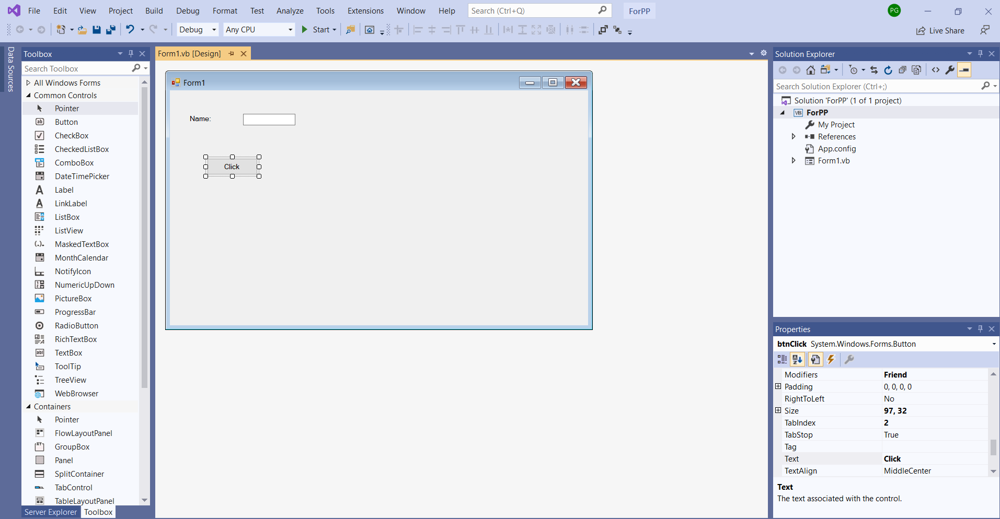 File Edit View Project Build Debug Format Test Analyze Tools Extensions Window Help Search (Ctrl+Q) ForPP PG
Debug Any CPU Start Live Share
Data Sources
Toolbox
Search Toolbox
All Windows Forms
Common Controls
Pointer
Button
CheckBox
CheckedListBox
ComboBox
DateTimePicker
Label
LinkLabel
ListBox
ListView
MaskedTextBox
MonthCalendar
NotifyIcon
NumericUpDown
PictureBox
ProgressBar
RadioButton
RichTextBox
TextBox
ToolTip
TreeView
WebBrowser
Containers
Pointer
FlowLayoutPanel
GroupBox
Panel
SplitContainer
TabControl
TableLayoutPanel
Server Explorer Toolbox
Form1.vb [Design]
Form1
Name:
Click
Solution Explorer
Search Solution Explorer (Ctrl+;)
Solution 'ForPP' (1 of 1 project)
VB ForPP
My Project
References
App.config
Form1.vb
Properties
btnClick System.Windows.Forms.Button
Modifiers Friend
Padding 0, 0, 0, 0
RightToLeft No
Size 97, 32
TabIndex 2
TabStop True
Tag
Text Click
TextAlign MiddleCenter
Text
The text associated with the control.